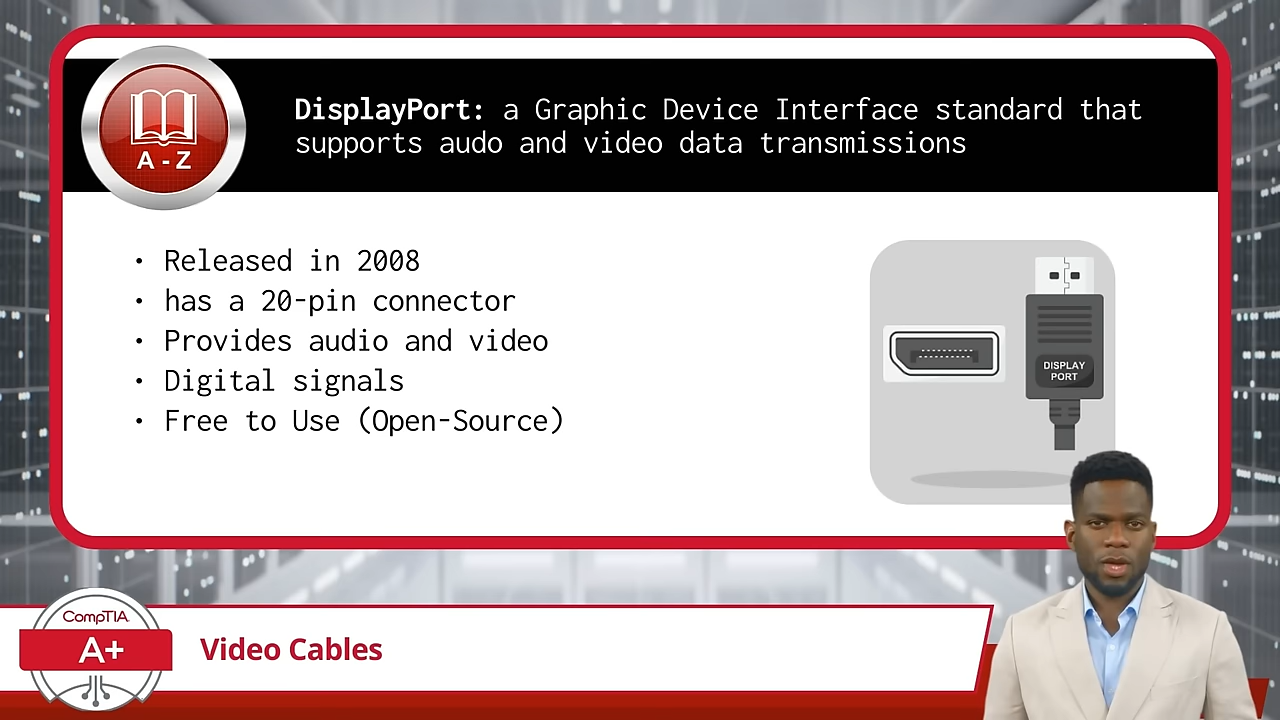 A-Z
DisplayPort: a Graphic Device Interface standard that
supports audo and video data transmissions
• Released in 2008
• has a 20-pin connector
• Provides audio and video
• Digital signals
• Free to Use (Open-Source)
DISPLAY
PORT
CompTIA
A+
Video Cables